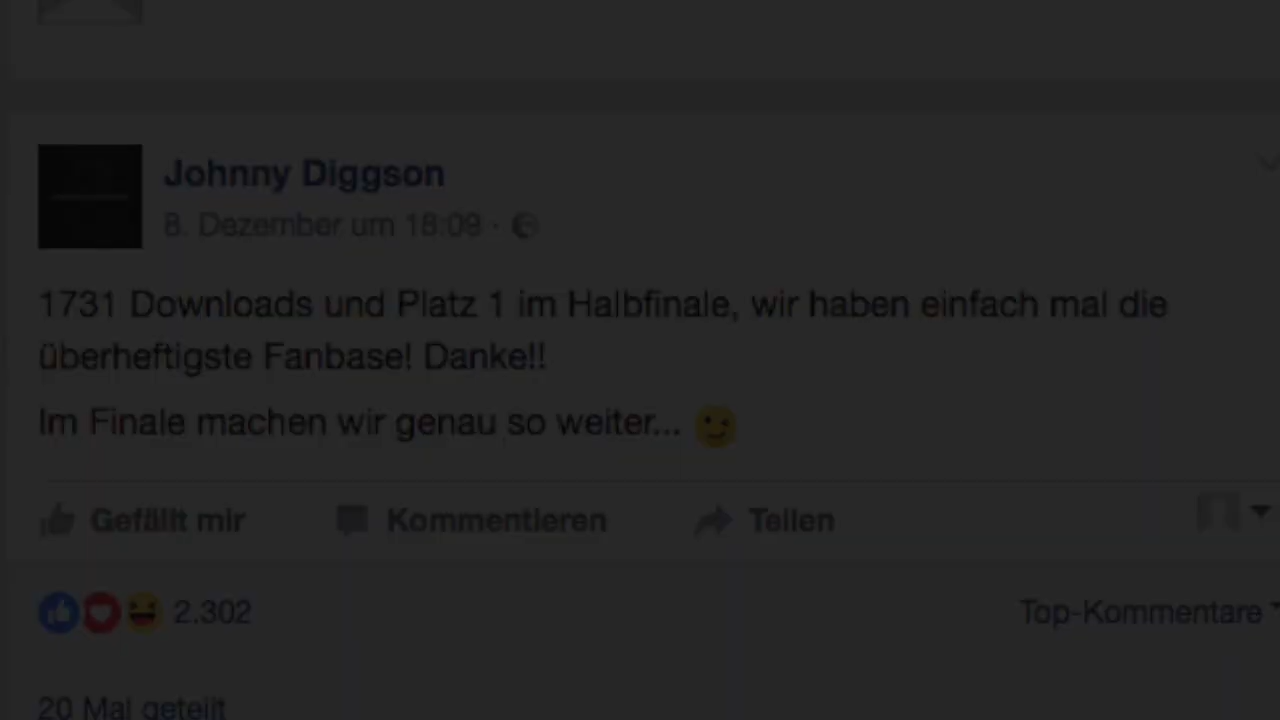 Johnny Diggson
8. Dezember um 18:09 ·
1731 Downloads und Platz 1 im Halbfinale, wir haben einfach mal die
überheftigste Fanbase! Danke!!
Im Finale machen wir genau so weiter... 🙂
Gefällt mir Kommentieren Teilen
2.302 Top-Kommentare
20 Mal geteilt